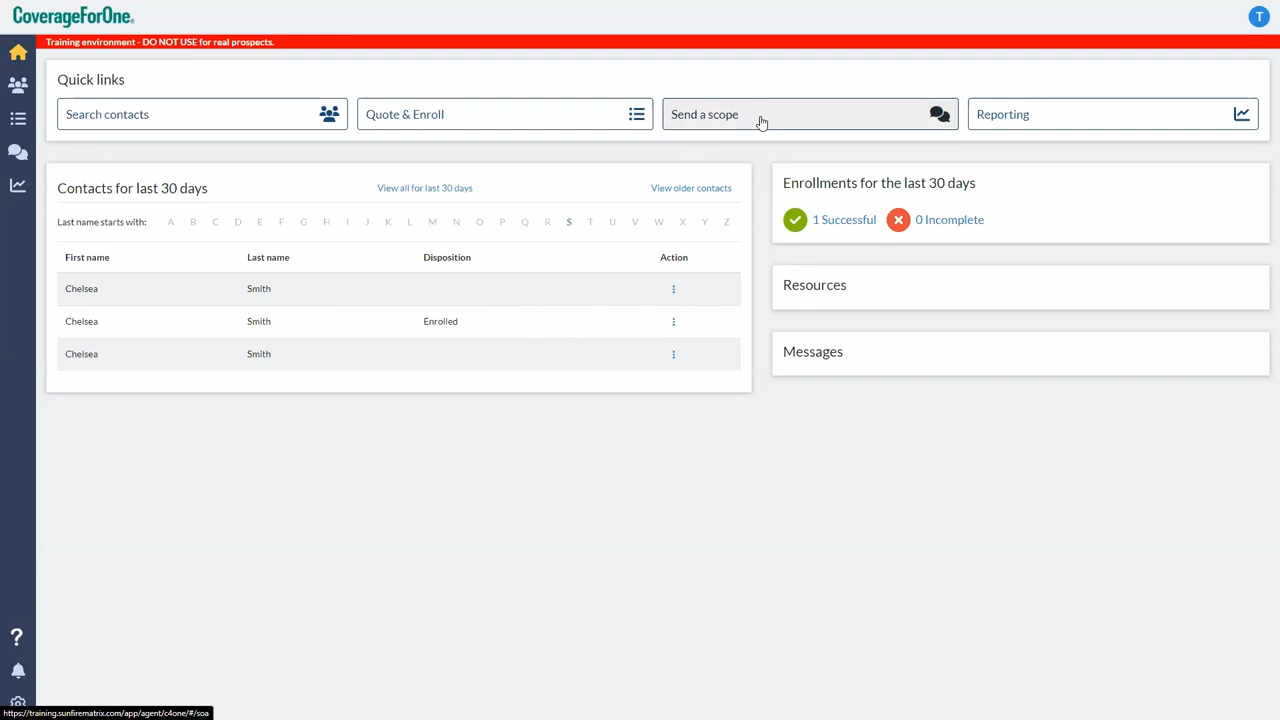 CoverageForOne.
T
Training environment - DO NOT USE for real prospects.
Quick links
Search contacts
Quote & Enroll
Send a scope
Reporting
Contacts for last 30 days
View all for last 30 days
View older contacts
Last name starts with: A B C D E F G H I J K L M N O P Q R S T U V W X Y Z
First name Last name Disposition Action
Chelsea Smith
Chelsea Smith Enrolled
Chelsea Smith
Enrollments for the last 30 days
1 Successful 0 Incomplete
Resources
Messages
?
https://training.sunfirematrix.com/app/agent/c4one/#/soa